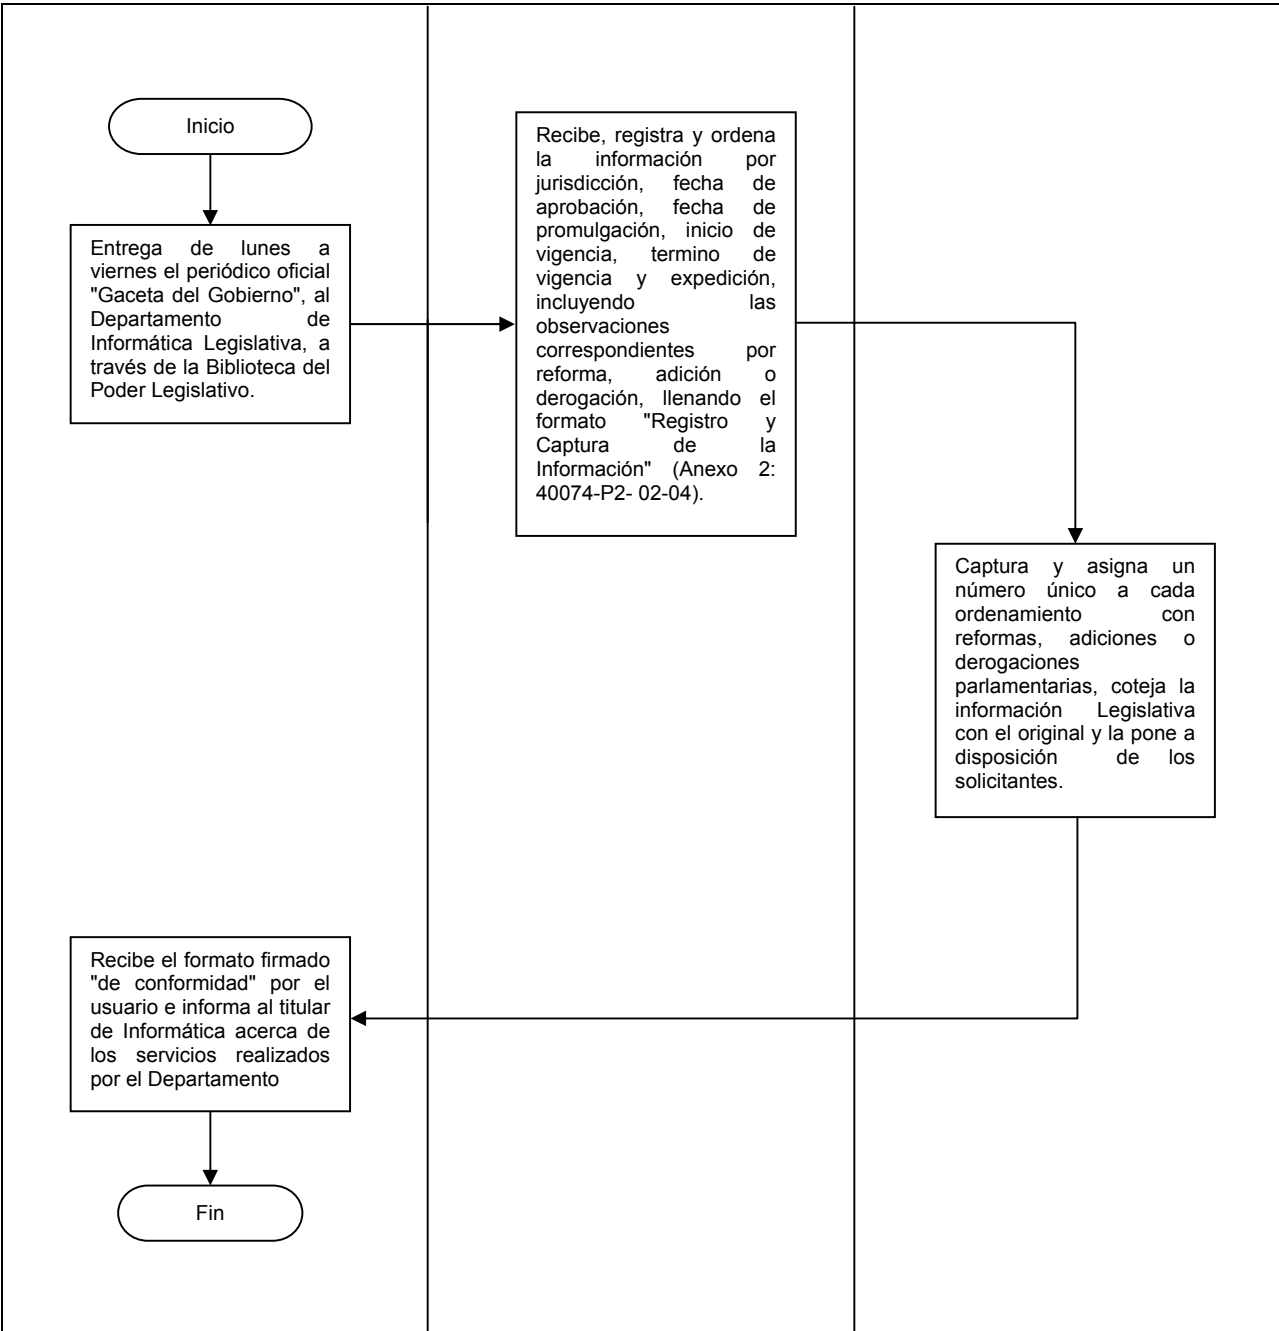 Inicio
Entrega de lunes a
viernes el periódico oficial
"Gaceta del Gobierno", al
Departamento de
Informática Legislativa, a
través de la Biblioteca del
Poder Legislativo.
Recibe, registra y ordena
la información por
jurisdicción, fecha de
aprobación, fecha de
promulgación, inicio de
vigencia, termino de
vigencia y expedición,
incluyendo las
observaciones
correspondientes por
reforma, adición o
derogación, llenando el
formato "Registro y
Captura de la
Información" (Anexo 2:
40074-P2- 02-04).
Captura y asigna un
número único a cada
ordenamiento con
reformas, adiciones o
derogaciones
parlamentarias, coteja la
información Legislativa
con el original y la pone a
disposición de los
solicitantes.
Recibe el formato firmado
"de conformidad" por el
usuario e informa al titular
de Informática acerca de
los servicios realizados
por el Departamento
Fin